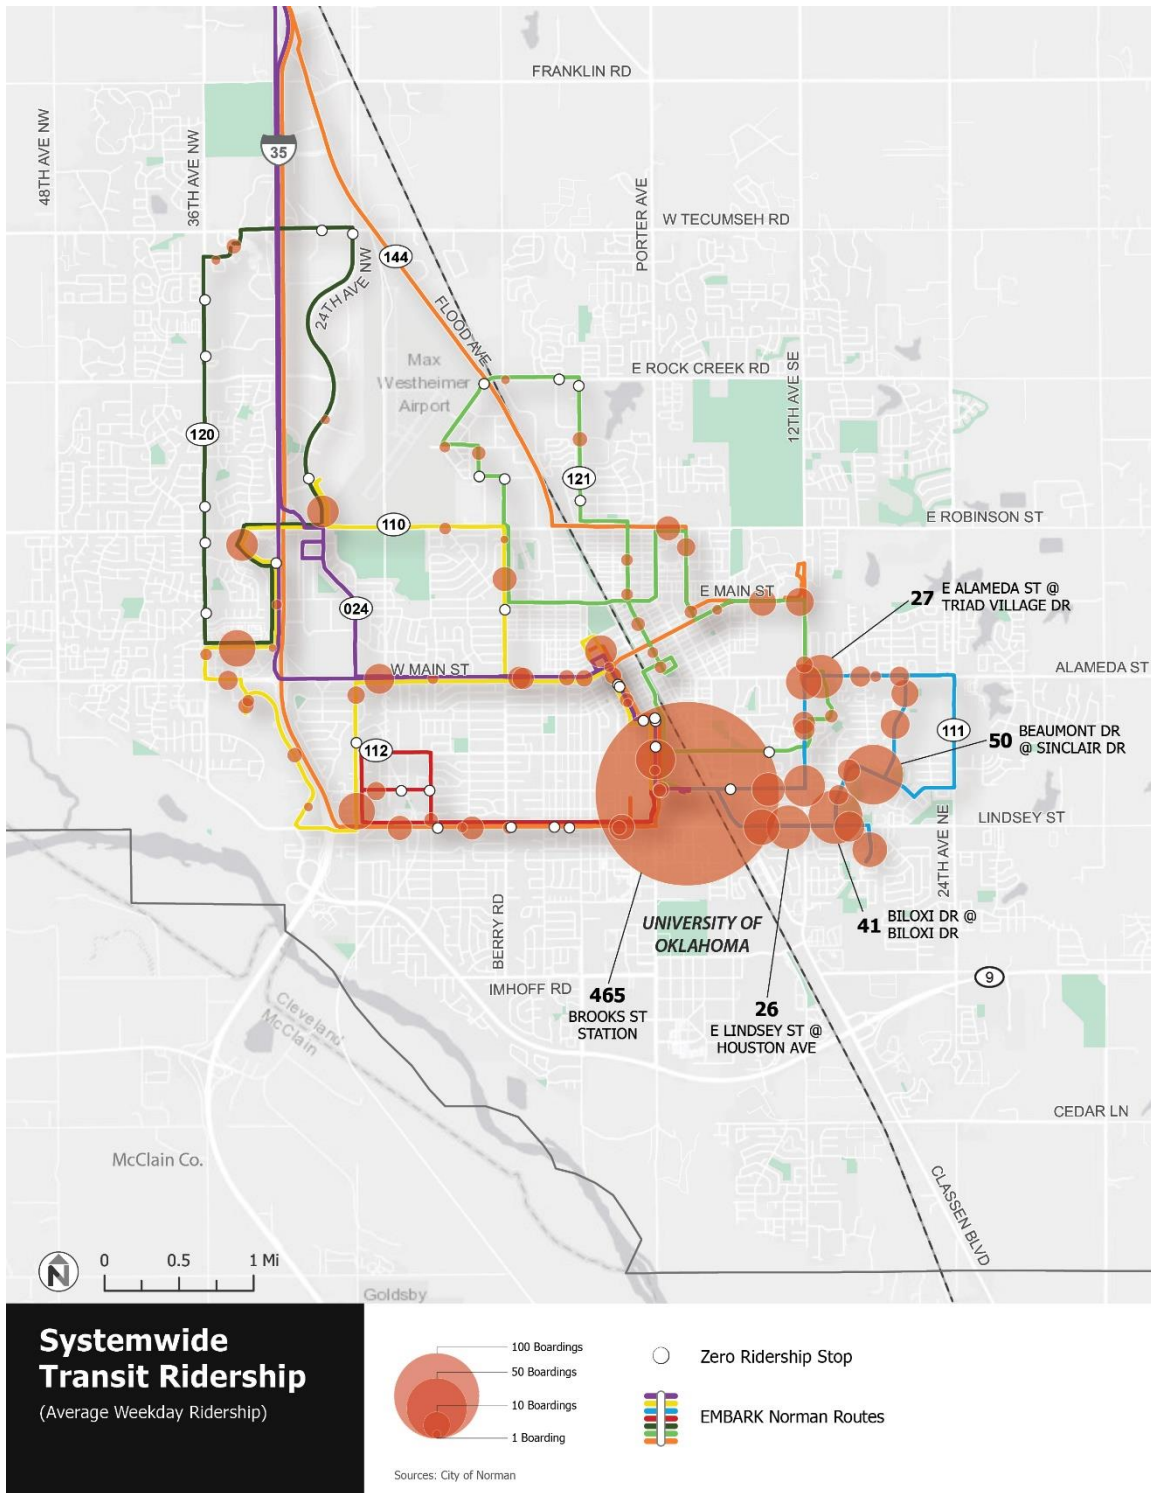 FRANKLIN RD
48TH AVE NW
36TH AVE NW
35
PORTER AVE
W TECUMSEH RD
144
24TH AVE NW
FLOOD AVE
Max
Westheimer
Airport
E ROCK CREEK RD
12TH AVE SE
120
121
110
E ROBINSON ST
E MAIN ST
024
27
E ALAMEDA ST @
TRIAD VILLAGE DR
W MAIN ST
ALAMEDA ST
112
111
50
BEAUMONT DR
@ SINCLAIR DR
LINDSEY ST
24TH AVE NE
BERRY RD
UNIVERSITY OF
OKLAHOMA
41
BILOXI DR @
BILOXI DR
IMHOFF RD
465
BROOKS ST
STATION
26
E LINDSEY ST @
HOUSTON AVE
9
Cleveland
McClain
CEDAR LN
McClain Co.
CLASSEN BLVD
N
0 0.5 1 Mi
Goldsby
Systemwide
Transit Ridership
(Average Weekday Ridership)
100 Boardings
50 Boardings
10 Boardings
1 Boarding
Zero Ridership Stop
EMBARK Norman Routes
Sources: City of Norman